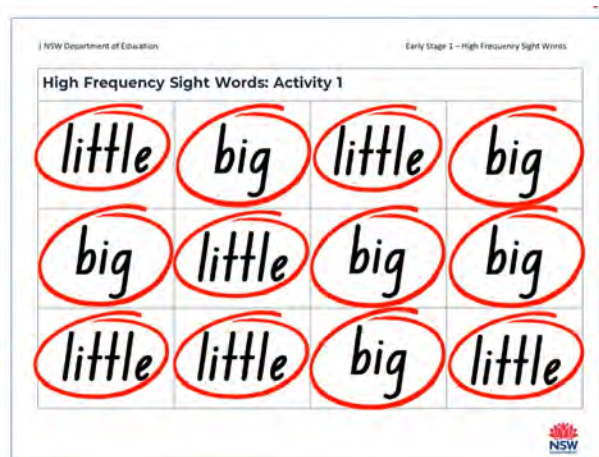 | NSW Department of Education Early Stage 1 – High Frequency Sight Words
High Frequency Sight Words: Activity 1
little big little big
big little big big
little little big little
NSW
GOVERNMENT